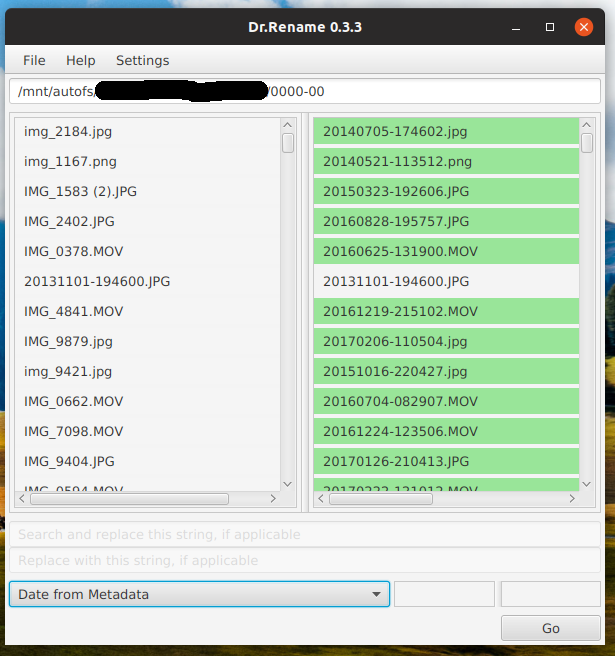 Dr.Rename 0.3.3
File Help Settings
/mnt/autofs/ /0000-00
img_2184.jpg 20140705-174602.jpg
img_1167.png 20140521-113512.png
IMG_1583 (2).JPG 20150323-192606.JPG
IMG_2402.JPG 20160828-195757.JPG
IMG_0378.MOV 20160625-131900.MOV
20131101-194600.JPG 20131101-194600.JPG
IMG_4841.MOV 20161219-215102.MOV
IMG_9879.jpg 20170206-110504.jpg
img_9421.jpg 20151016-220427.jpg
IMG_0662.MOV 20160704-082907.MOV
IMG_7098.MOV 20161224-123506.MOV
IMG_9404.JPG 20170126-210413.JPG
Search and replace this string, if applicable
Replace with this string, if applicable
Date from Metadata
Go